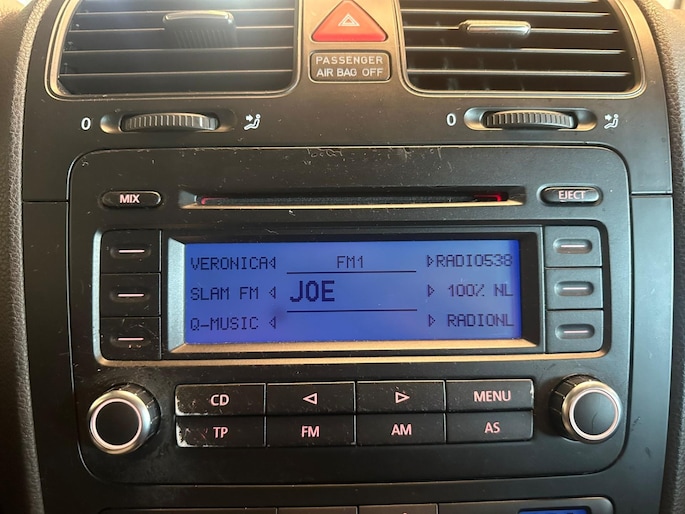 PASSENGER
AIR BAG OFF
0
0
MIX
EJECT
VERONICA
FM1
RADIO538
SLAM FM
JOE
100% NL
Q-MUSIC
RADIONL
CD
MENU
TP
FM
AM
AS